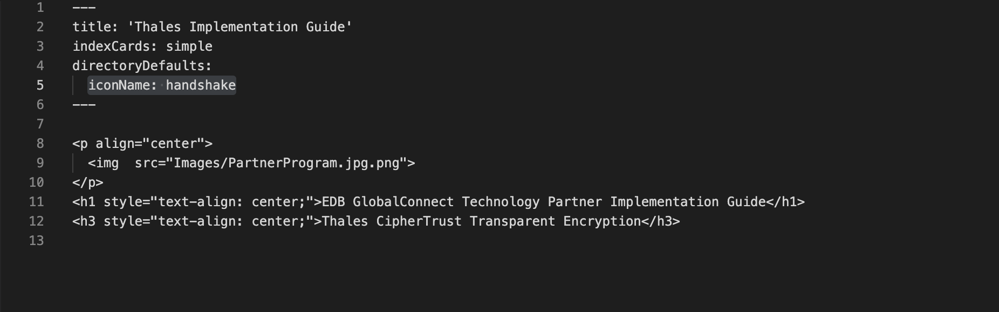 1 ---
2 title: 'Thales Implementation Guide'
3 indexCards: simple
4 directoryDefaults:
5   iconName: handshake
6 ---
7
8 <p align="center">
9   <img  src="Images/PartnerProgram.jpg.png">
10 </p>
11 <h1 style="text-align: center;">EDB GlobalConnect Technology Partner Implementation Guide</h1>
12 <h3 style="text-align: center;">Thales CipherTrust Transparent Encryption</h3>
13